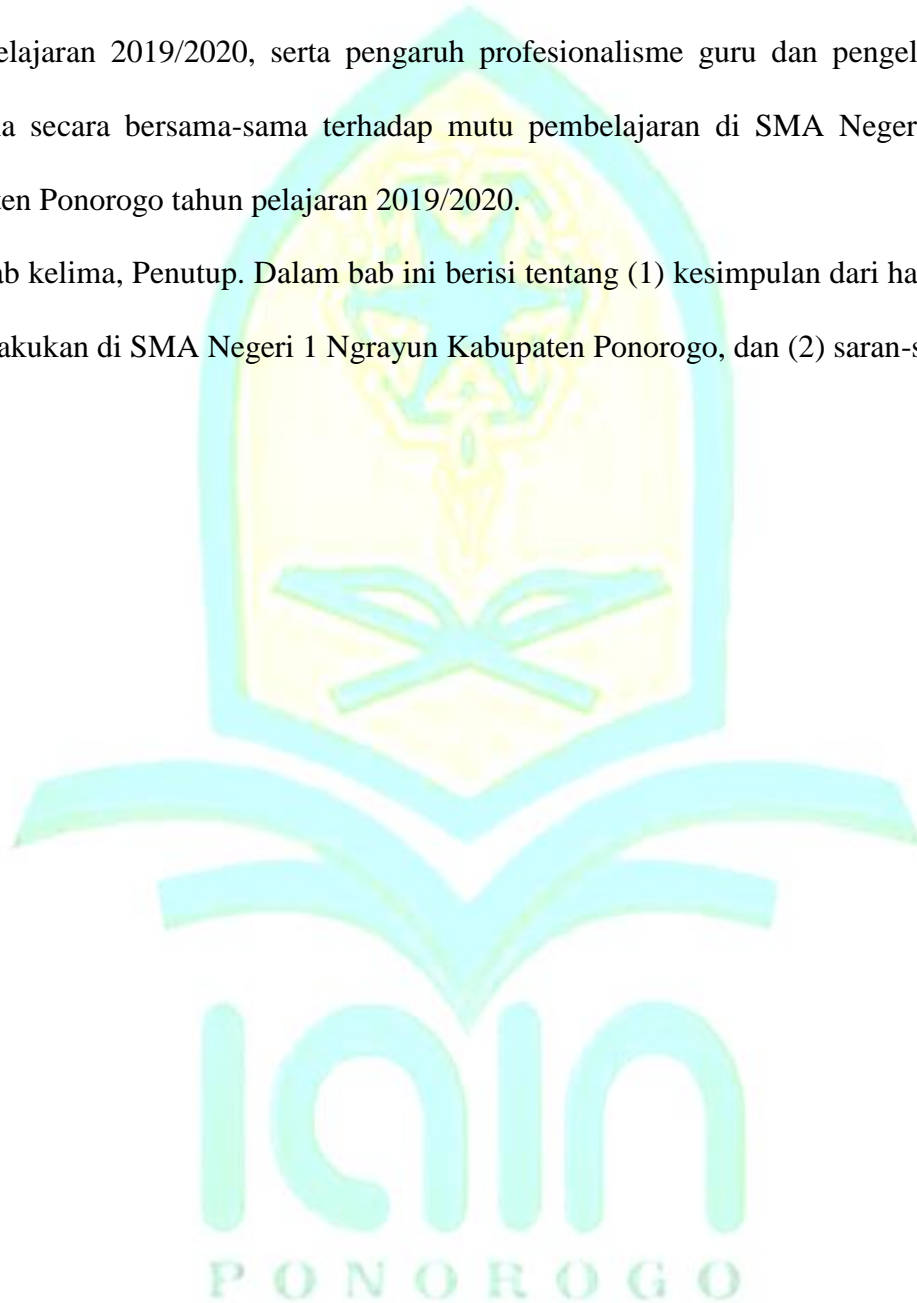 elajaran 2019/2020, serta pengaruh profesionalisme guru dan pengel
a secara bersama-sama terhadap mutu pembelajaran di SMA Neger
en Ponorogo tahun pelajaran 2019/2020.
ab kelima, Penutup. Dalam bab ini berisi tentang (1) kesimpulan dari ha
akukan di SMA Negeri 1 Ngrayun Kabupaten Ponorogo, dan (2) saran-s
iain
PONOROGO